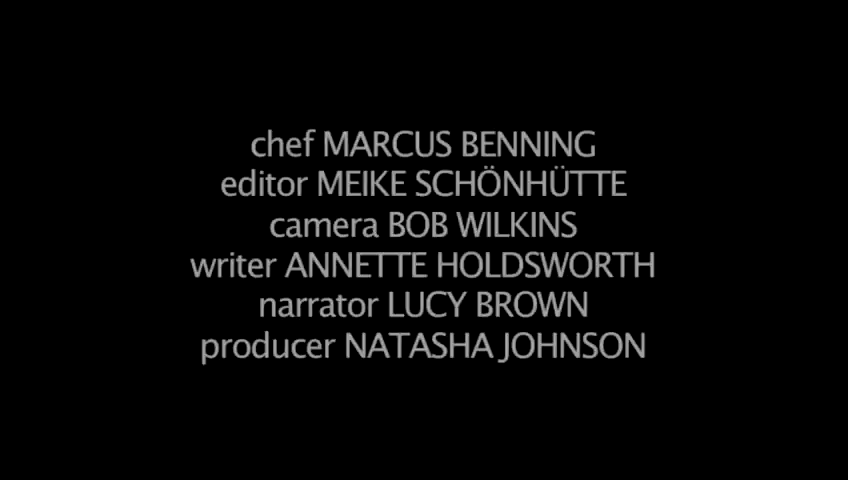 chef MARCUS BENNING
editor MEIKE SCHÖNHÜTTE
camera BOB WILKINS
writer ANNETTE HOLDSWORTH
narrator LUCY BROWN
producer NATASHA JOHNSON